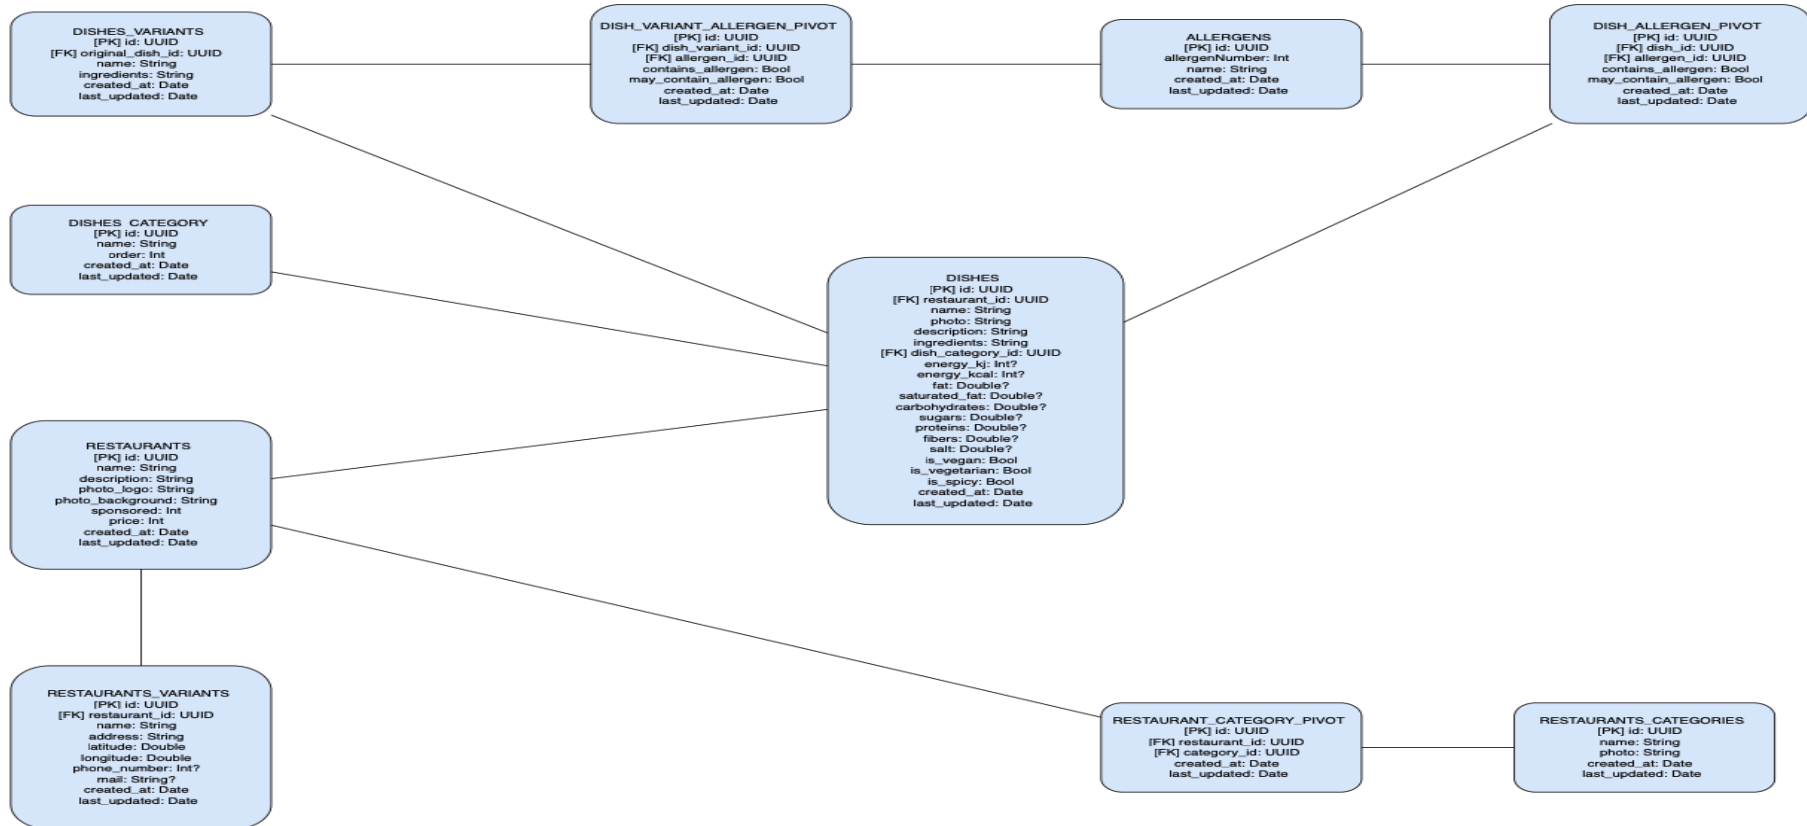 DISHES_VARIANTS
[PK] id: UUID
[FK] original_dish_id: UUID
name: String
ingredients: String
created_at: Date
last_updated: Date
DISH_VARIANT_ALLERGEN_PIVOT
[PK] id: UUID
[FK] dish_variant_id: UUID
[FK] allergen_id: UUID
contains_allergen: Bool
may_contain_allergen: Bool
created_at: Date
last_updated: Date
ALLERGENS
[PK] id: UUID
allergenNumber: Int
name: String
created_at: Date
last_updated: Date
DISH_ALLERGEN_PIVOT
[PK] id: UUID
[FK] dish_id: UUID
[FK] allergen_id: UUID
contains_allergen: Bool
may_contain_allergen: Bool
created_at: Date
last_updated: Date
DISHES_CATEGORY
[PK] id: UUID
name: String
order: Int
created_at: Date
last_updated: Date
DISHES
[PK] id: UUID
[FK] restaurant_id: UUID
name: String
photo: String
description: String
ingredients: String
[FK] dish_category_id: UUID
energy_kj: Int?
energy_kcal: Int?
fat: Double?
saturated_fat: Double?
carbohydrates: Double?
sugars: Double?
proteins: Double?
fibers: Double?
salt: Double?
is_vegan: Bool
is_vegetarian: Bool
is_spicy: Bool
created_at: Date
last_updated: Date
RESTAURANTS
[PK] id: UUID
name: String
description: String
photo_logo: String
photo_background: String
sponsored: Int
price: Int
created_at: Date
last_updated: Date
RESTAURANTS_VARIANTS
[PK] id: UUID
[FK] restaurant_id: UUID
name: String
address: String
latitude: Double
longitude: Double
phone_number: Int?
mail: String?
created_at: Date
last_updated: Date
RESTAURANT_CATEGORY_PIVOT
[PK] id: UUID
[FK] restaurant_id: UUID
[FK] category_id: UUID
created_at: Date
last_updated: Date
RESTAURANTS_CATEGORIES
[PK] id: UUID
name: String
photo: String
created_at: Date
last_updated: Date